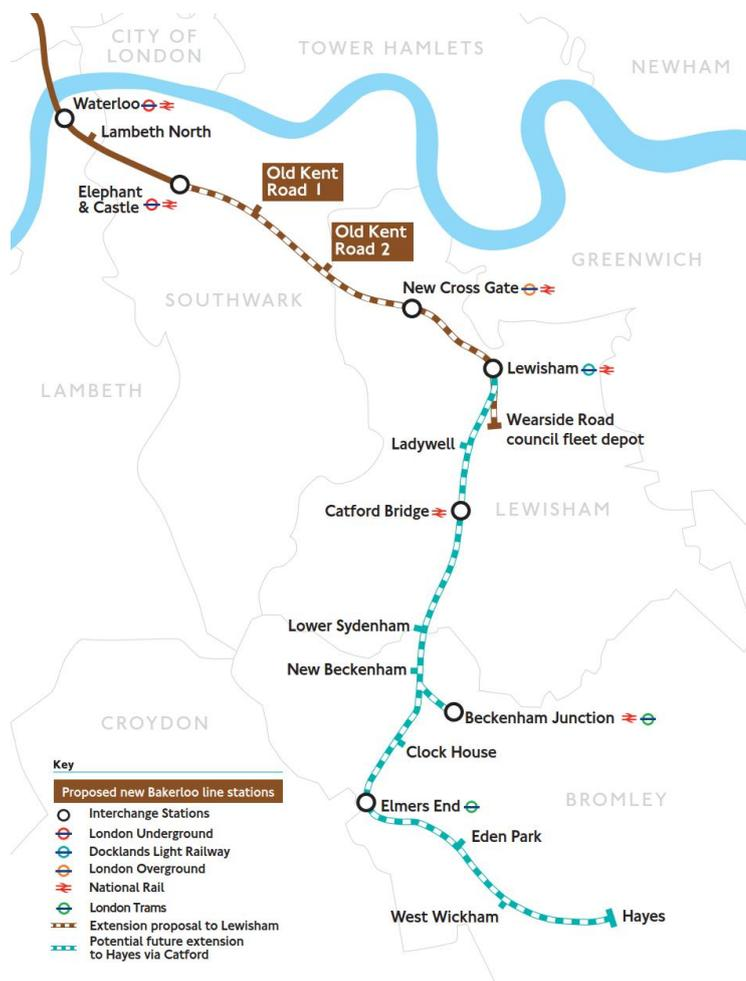 CITY OF
LONDON
TOWER HAMLETS
NEWHAM
Waterloo
Lambeth North
Elephant
& Castle
Old Kent
Road 1
Old Kent
Road 2
GREENWICH
New Cross Gate
SOUTHWARK
LAMBETH
Lewisham
Wearside Road
council fleet depot
Ladywell
Catford Bridge
LEWISHAM
Lower Sydenham
New Beckenham
Beckenham Junction
CROYDON
Clock House
Key
Proposed new Bakerloo line stations
Interchange Stations
London Underground
Docklands Light Railway
London Overground
National Rail
London Trams
Extension proposal to Lewisham
Potential future extension
to Hayes via Catford
Elmers End
BROMLEY
Eden Park
West Wickham
Hayes